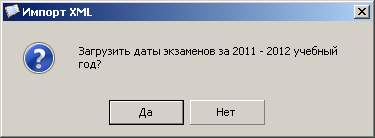 Импорт XML
Загрузить даты экзаменов за 2011 - 2012 учебный
год?
Да
Нет